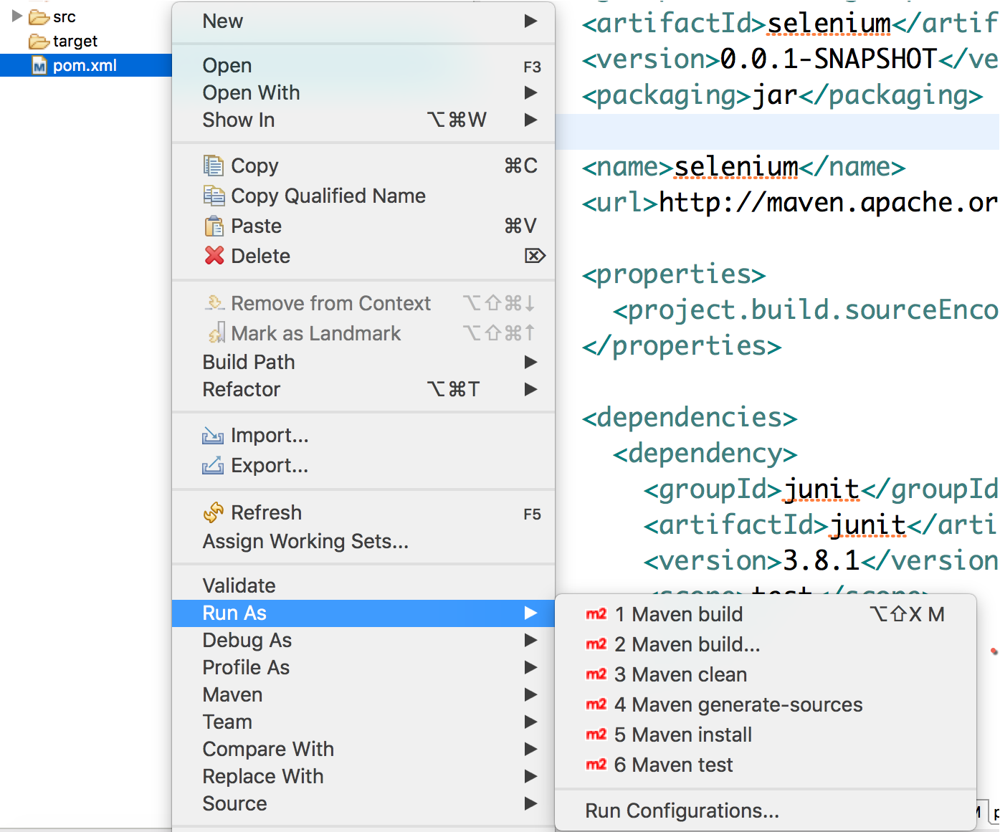 src
target
pom.xml
New
Open F3
Open With
Show In ⌥⌘W
Copy ⌘C
Copy Qualified Name
Paste ⌘V
Delete ⌦
Remove from Context ⌥⇧⌘↓
Mark as Landmark ⌥⇧⌘↑
Build Path
Refactor ⌥⌘T
Import...
Export...
Refresh F5
Assign Working Sets...
Validate
Run As
Debug As
Profile As
Maven
Team
Compare With
Replace With
Source
m2 1 Maven build ⌥⇧X M
m2 2 Maven build...
m2 3 Maven clean
m2 4 Maven generate-sources
m2 5 Maven install
m2 6 Maven test
Run Configurations...
<artifactId>selenium</artif
<version>0.0.1-SNAPSHOT</ve
<packaging>jar</packaging>
<name>selenium</name>
<url>http://maven.apache.or
<properties>
<project.build.sourceEnco
</properties>
<dependencies>
<dependency>
<groupId>junit</groupId
<artifactId>junit</arti
<version>3.8.1</version
<scope>test</scope>